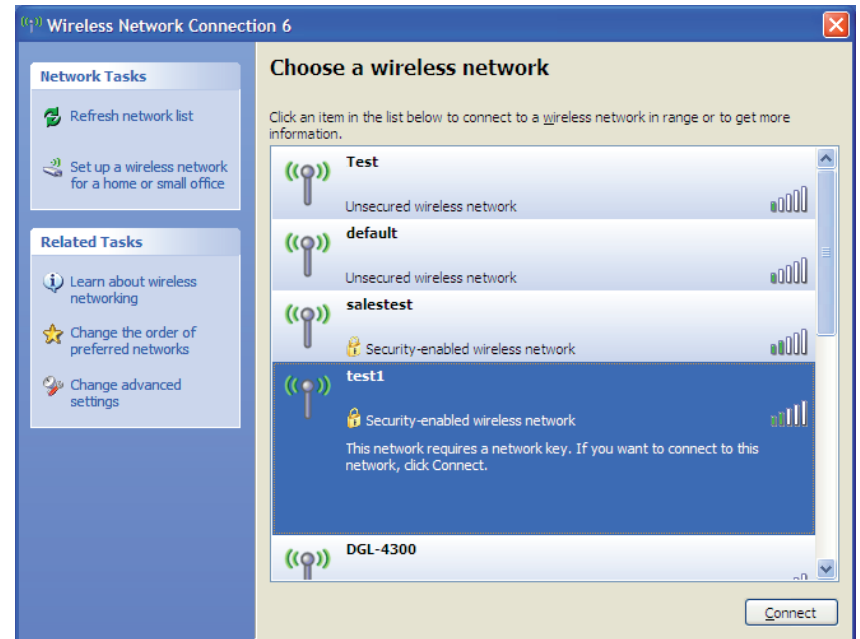 Wireless Network Connection 6
Network Tasks
Refresh network list
Set up a wireless network
for a home or small office
Related Tasks
Learn about wireless
networking
Change the order of
preferred networks
Change advanced
settings
Choose a wireless network
Click an item in the list below to connect to a wireless network in range or to get more
information.
Test
Unsecured wireless network
default
Unsecured wireless network
salestest
Security-enabled wireless network
test1
Security-enabled wireless network
This network requires a network key. If you want to connect to this
network, click Connect.
DGL-4300
Connect